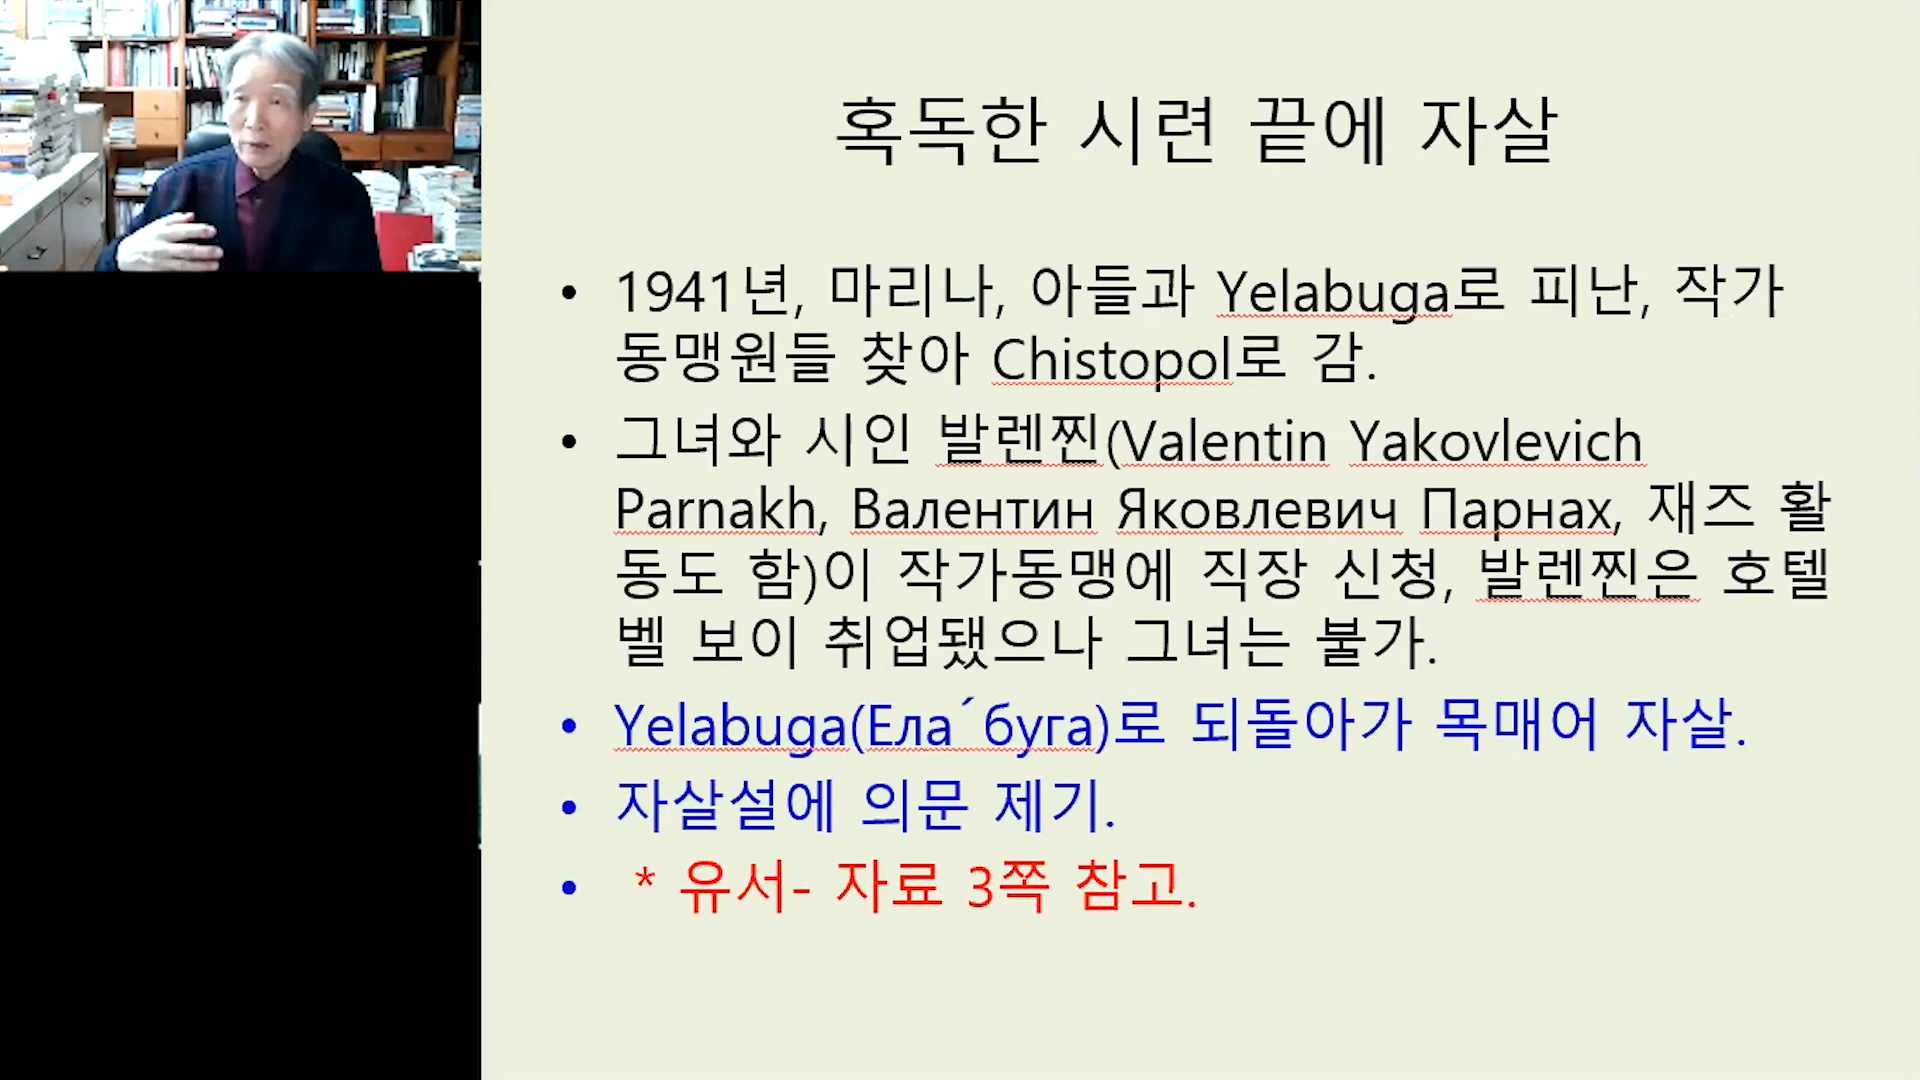 혹독한 시련 끝에 자살
• 1941년, 마리나, 아들과 Yelabuga로 피난, 작가
동맹원들 찾아 Chistopol로 감.
• 그녀와 시인 발렌찐(Valentin Yakovlevich
Parnakh, Валентин Яковлевич Парнах, 재즈 활
동도 함)이 작가동맹에 직장 신청, 발렌찐은 호텔
벨 보이 취업됐으나 그녀는 불가.
• Yelabuga(Ела´буга)로 되돌아가 목매어 자살.
• 자살설에 의문 제기.
• * 유서- 자료 3쪽 참고.